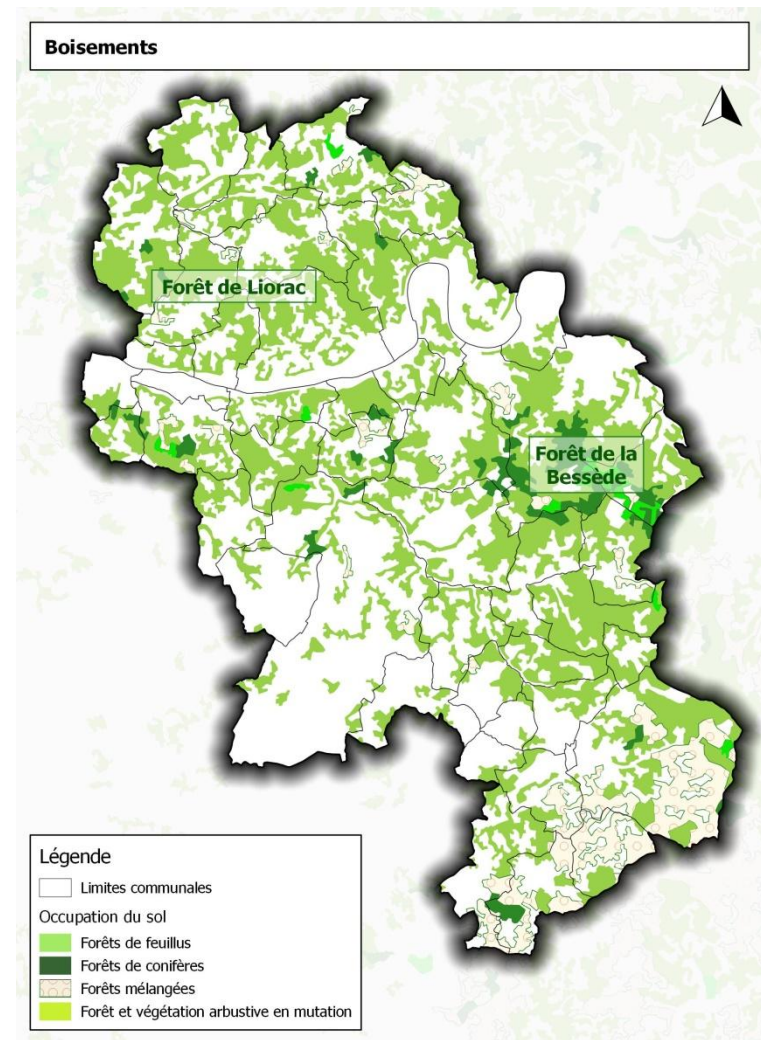 Boisements
Forêt de Liorac
Forêt de la
Bessède
Légende
Limites communales
Occupation du sol
Forêts de feuillus
Forêts de conifères
Forêts mélangées
Forêt et végétation arbustive en mutation